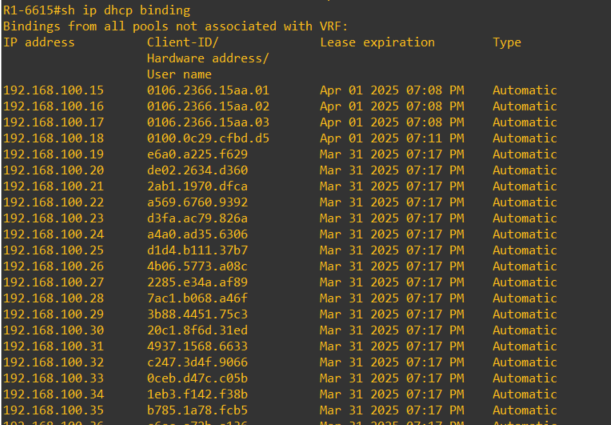 R1-6615#sh ip dhcp binding
Bindings from all pools not associated with VRF:
IP address Client-ID/ Lease expiration Type
Hardware address/
User name
192.168.100.15 0106.2366.15aa.01 Apr 01 2025 07:08 PM Automatic
192.168.100.16 0106.2366.15aa.02 Apr 01 2025 07:08 PM Automatic
192.168.100.17 0106.2366.15aa.03 Apr 01 2025 07:08 PM Automatic
192.168.100.18 0100.0c29.cfbd.d5 Apr 01 2025 07:11 PM Automatic
192.168.100.19 e6a0.a225.f629 Mar 31 2025 07:17 PM Automatic
192.168.100.20 de02.2634.d360 Mar 31 2025 07:17 PM Automatic
192.168.100.21 2ab1.1970.dfca Mar 31 2025 07:17 PM Automatic
192.168.100.22 a569.6760.9392 Mar 31 2025 07:17 PM Automatic
192.168.100.23 d3fa.ac79.826a Mar 31 2025 07:17 PM Automatic
192.168.100.24 a4a0.ad35.6306 Mar 31 2025 07:17 PM Automatic
192.168.100.25 d1d4.b111.37b7 Mar 31 2025 07:17 PM Automatic
192.168.100.26 4b06.5773.a08c Mar 31 2025 07:17 PM Automatic
192.168.100.27 2285.e34a.af89 Mar 31 2025 07:17 PM Automatic
192.168.100.28 7ac1.b068.a46f Mar 31 2025 07:17 PM Automatic
192.168.100.29 3b88.4451.75c3 Mar 31 2025 07:17 PM Automatic
192.168.100.30 20c1.8f6d.31ed Mar 31 2025 07:17 PM Automatic
192.168.100.31 4937.1568.6633 Mar 31 2025 07:17 PM Automatic
192.168.100.32 c247.3d4f.9066 Mar 31 2025 07:17 PM Automatic
192.168.100.33 0ceb.d47c.c05b Mar 31 2025 07:17 PM Automatic
192.168.100.34 1eb3.f142.f38b Mar 31 2025 07:17 PM Automatic
192.168.100.35 b785.1a78.fcb5 Mar 31 2025 07:17 PM Automatic
192.168.100.36 Mar 31 2025 07:17 PM Automatic